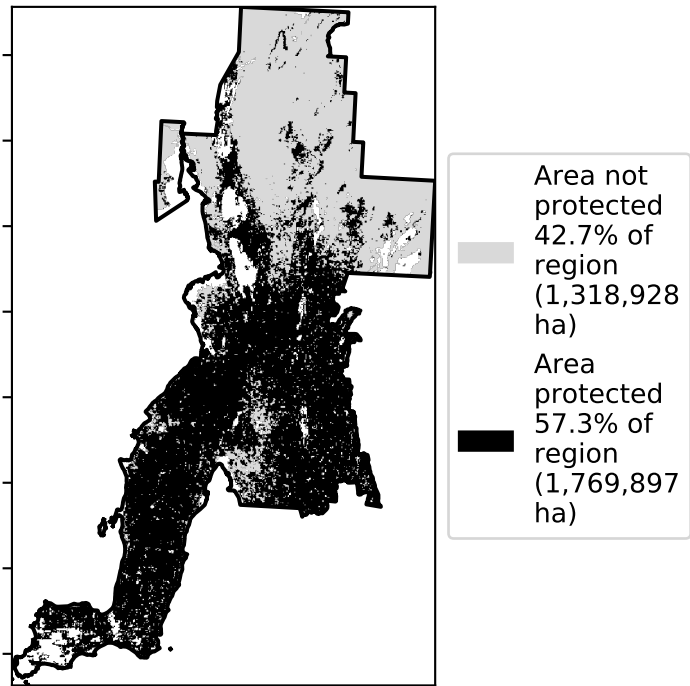 Area not
protected
42.7% of
region
(1,318,928
ha)
Area
protected
57.3% of
region
(1,769,897
ha)